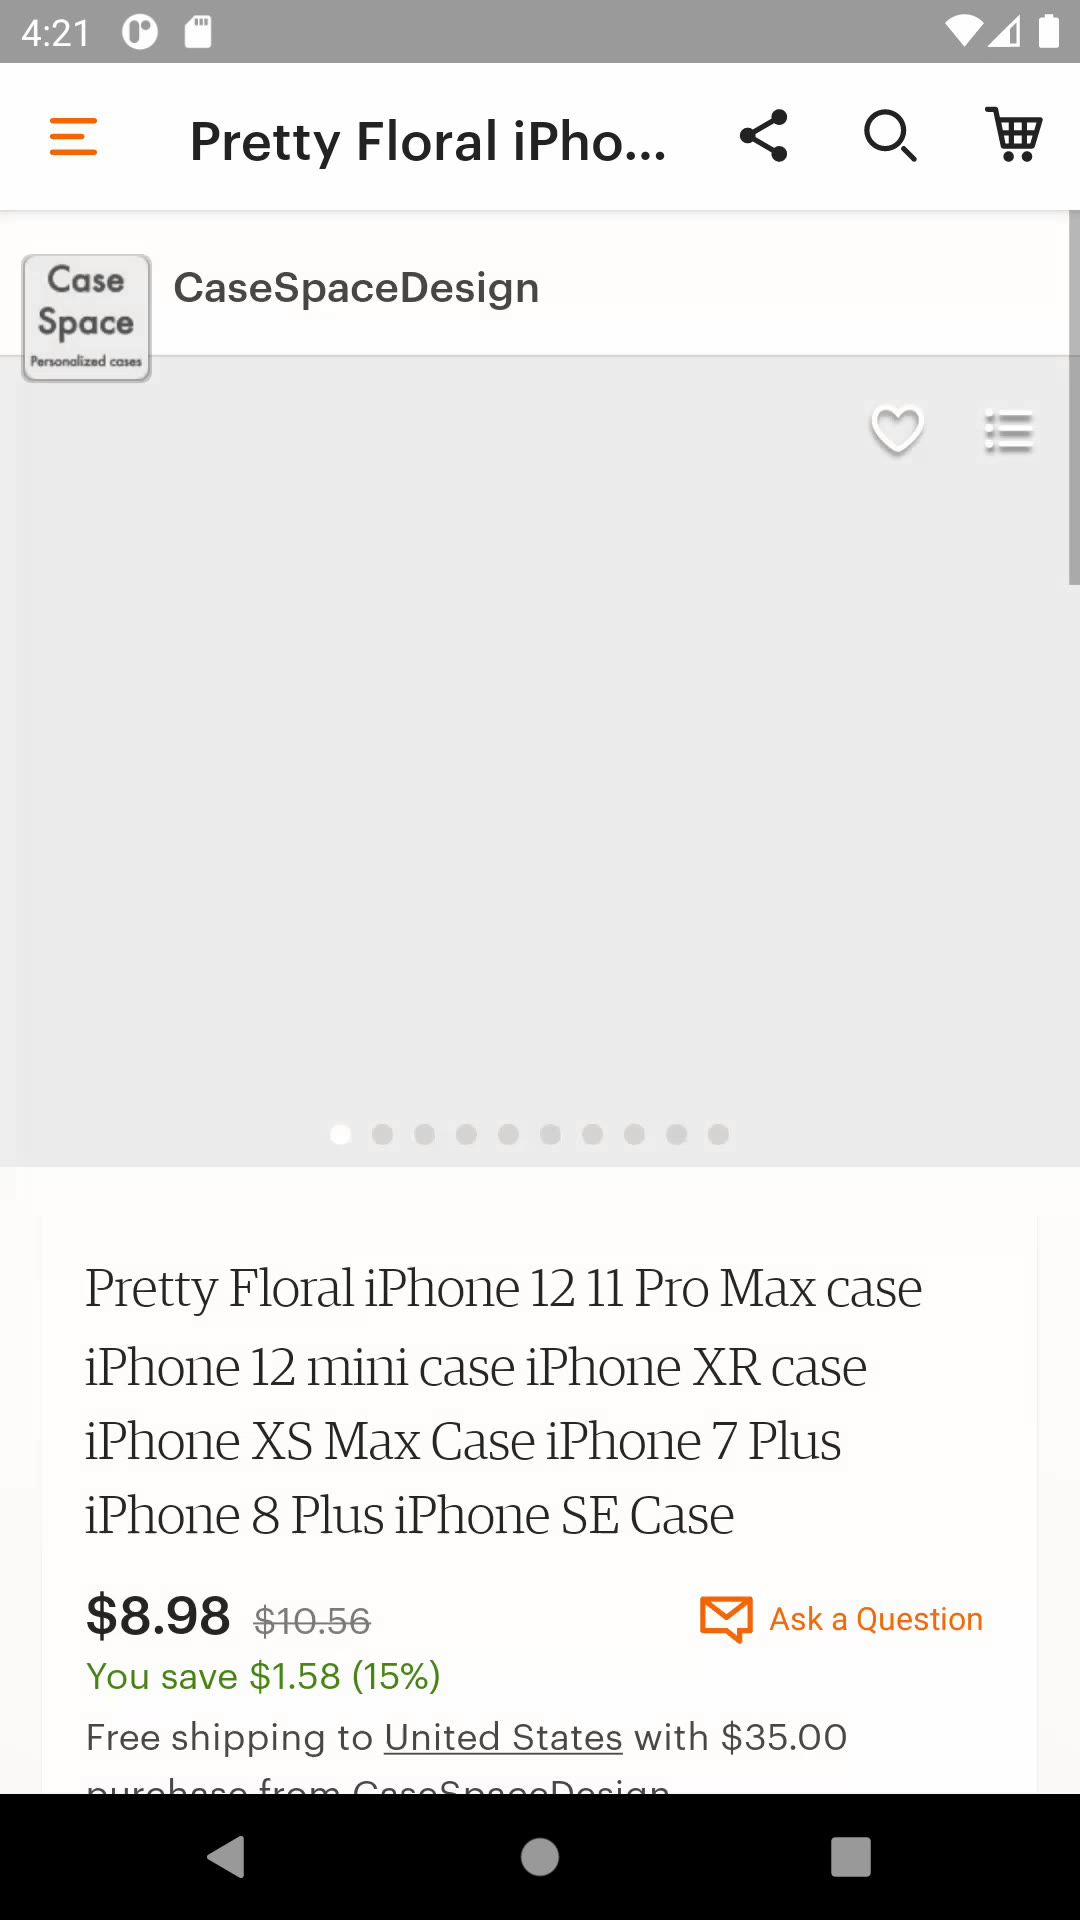 4:21
Pretty Floral iPho...
Case
Space
Personalized cases
CaseSpaceDesign
Pretty Floral iPhone 12 11 Pro Max case
iPhone 12 mini case iPhone XR case
iPhone XS Max Case iPhone 7 Plus
iPhone 8 Plus iPhone SE Case
$8.98 $10.56
Ask a Question
You save $1.58 (15%)
Free shipping to United States with $35.00
purchase from CaseSpaceDesign